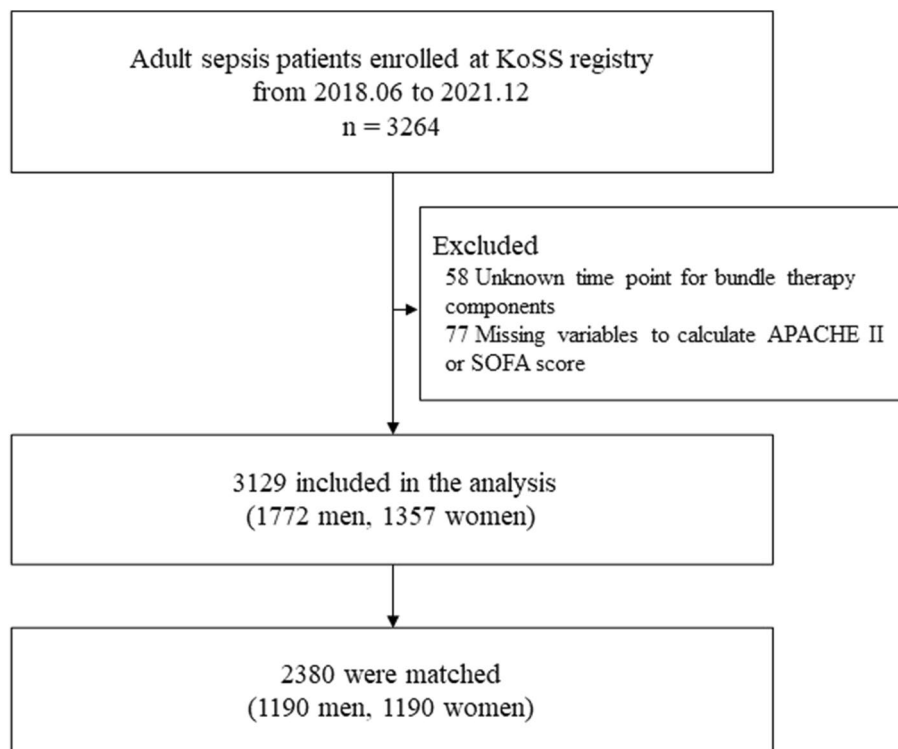 Adult sepsis patients enrolled at KoSS registry
from 2018.06 to 2021.12
n = 3264
Excluded
58 Unknown time point for bundle therapy
components
77 Missing variables to calculate APACHE II
or SOFA score
3129 included in the analysis
(1772 men, 1357 women)
2380 were matched
(1190 men, 1190 women)